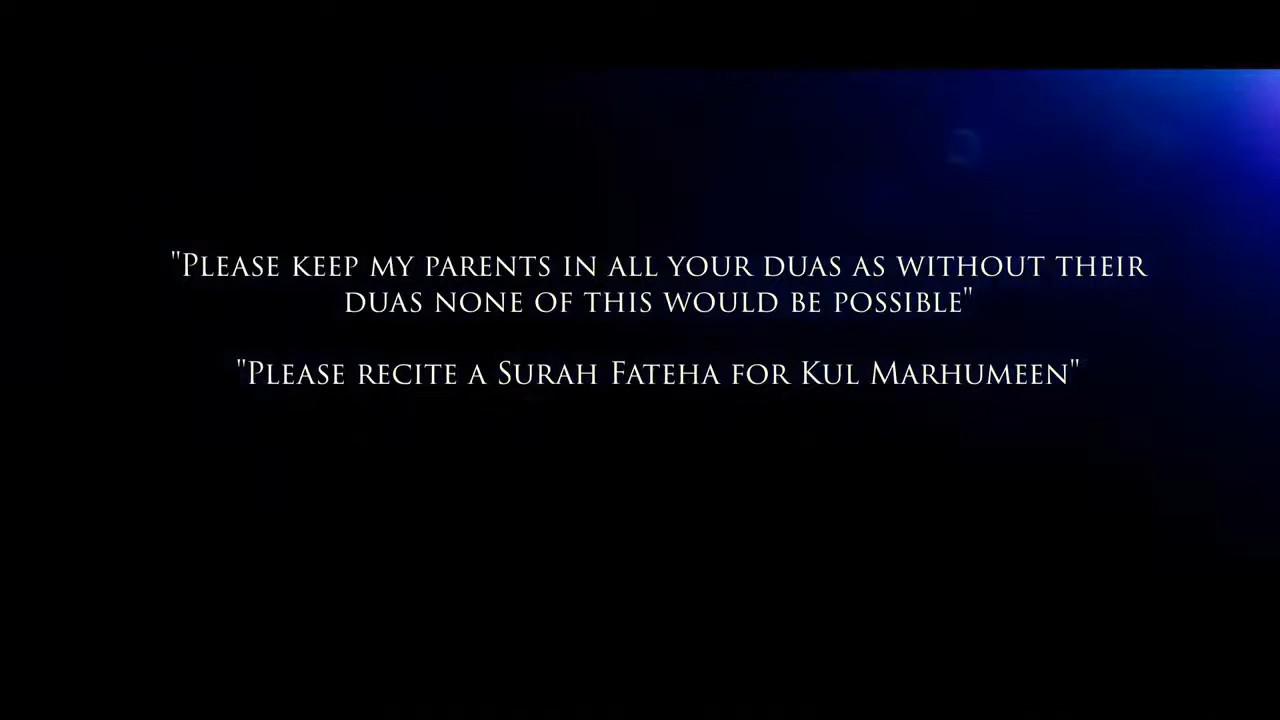 "Please keep my parents in all your duas as without their
duas none of this would be possible"
"Please recite a Surah Fateha for Kul Marhumeen"